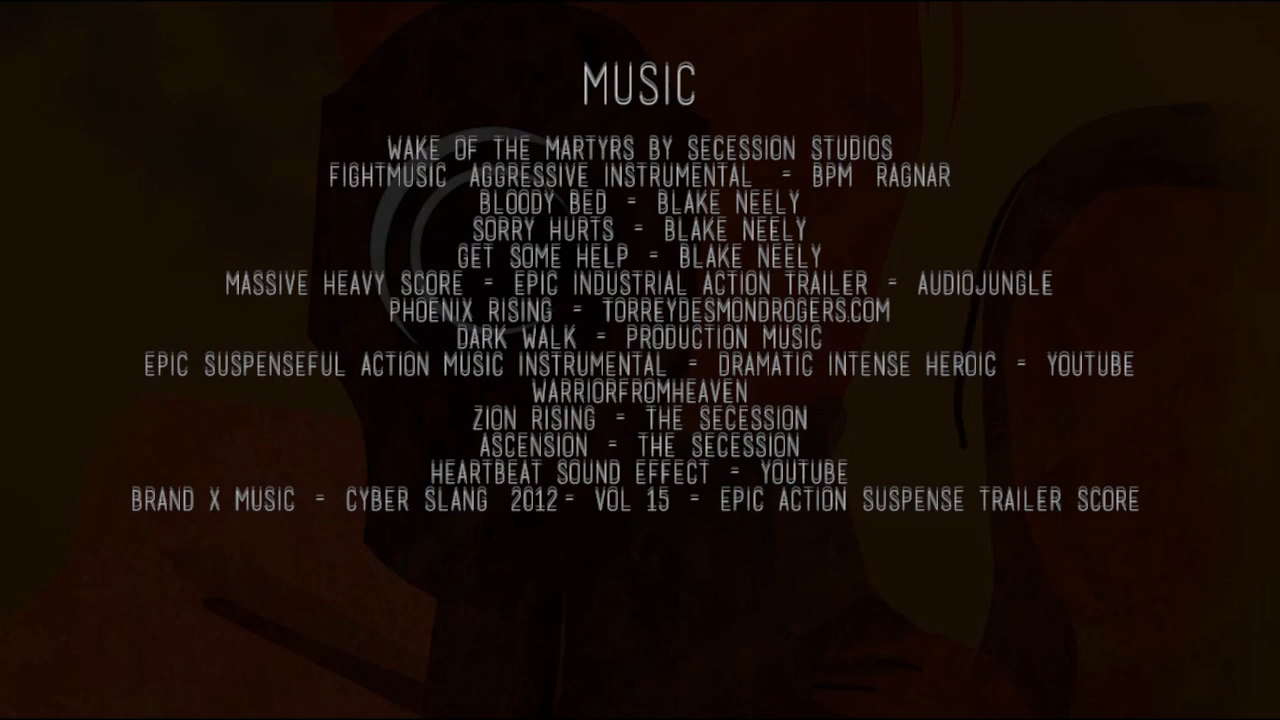 MUSIC
WAKE OF THE MARTYRS BY SECESSION STUDIOS
FIGHTMUSIC AGGRESSIVE INSTRUMENTAL - BPM RAGNAR
BLOODY BED - BLAKE NEELY
SORRY HURTS - BLAKE NEELY
GET SOME HELP - BLAKE NEELY
MASSIVE HEAVY SCORE - EPIC INDUSTRIAL ACTION TRAILER - AUDIOJUNGLE
PHOENIX RISING - TORREYDESMONDROGERS.COM
DARK WALK - PRODUCTION MUSIC
EPIC SUSPENSEFUL ACTION MUSIC INSTRUMENTAL - DRAMATIC INTENSE HEROIC - YOUTUBE
WARRIORFROMHEAVEN
ZION RISING - THE SECESSION
ASCENSION - THE SECESSION
HEARTBEAT SOUND EFFECT - YOUTUBE
BRAND X MUSIC - CYBER SLANG 2012- VOL 15 - EPIC ACTION SUSPENSE TRAILER SCORE